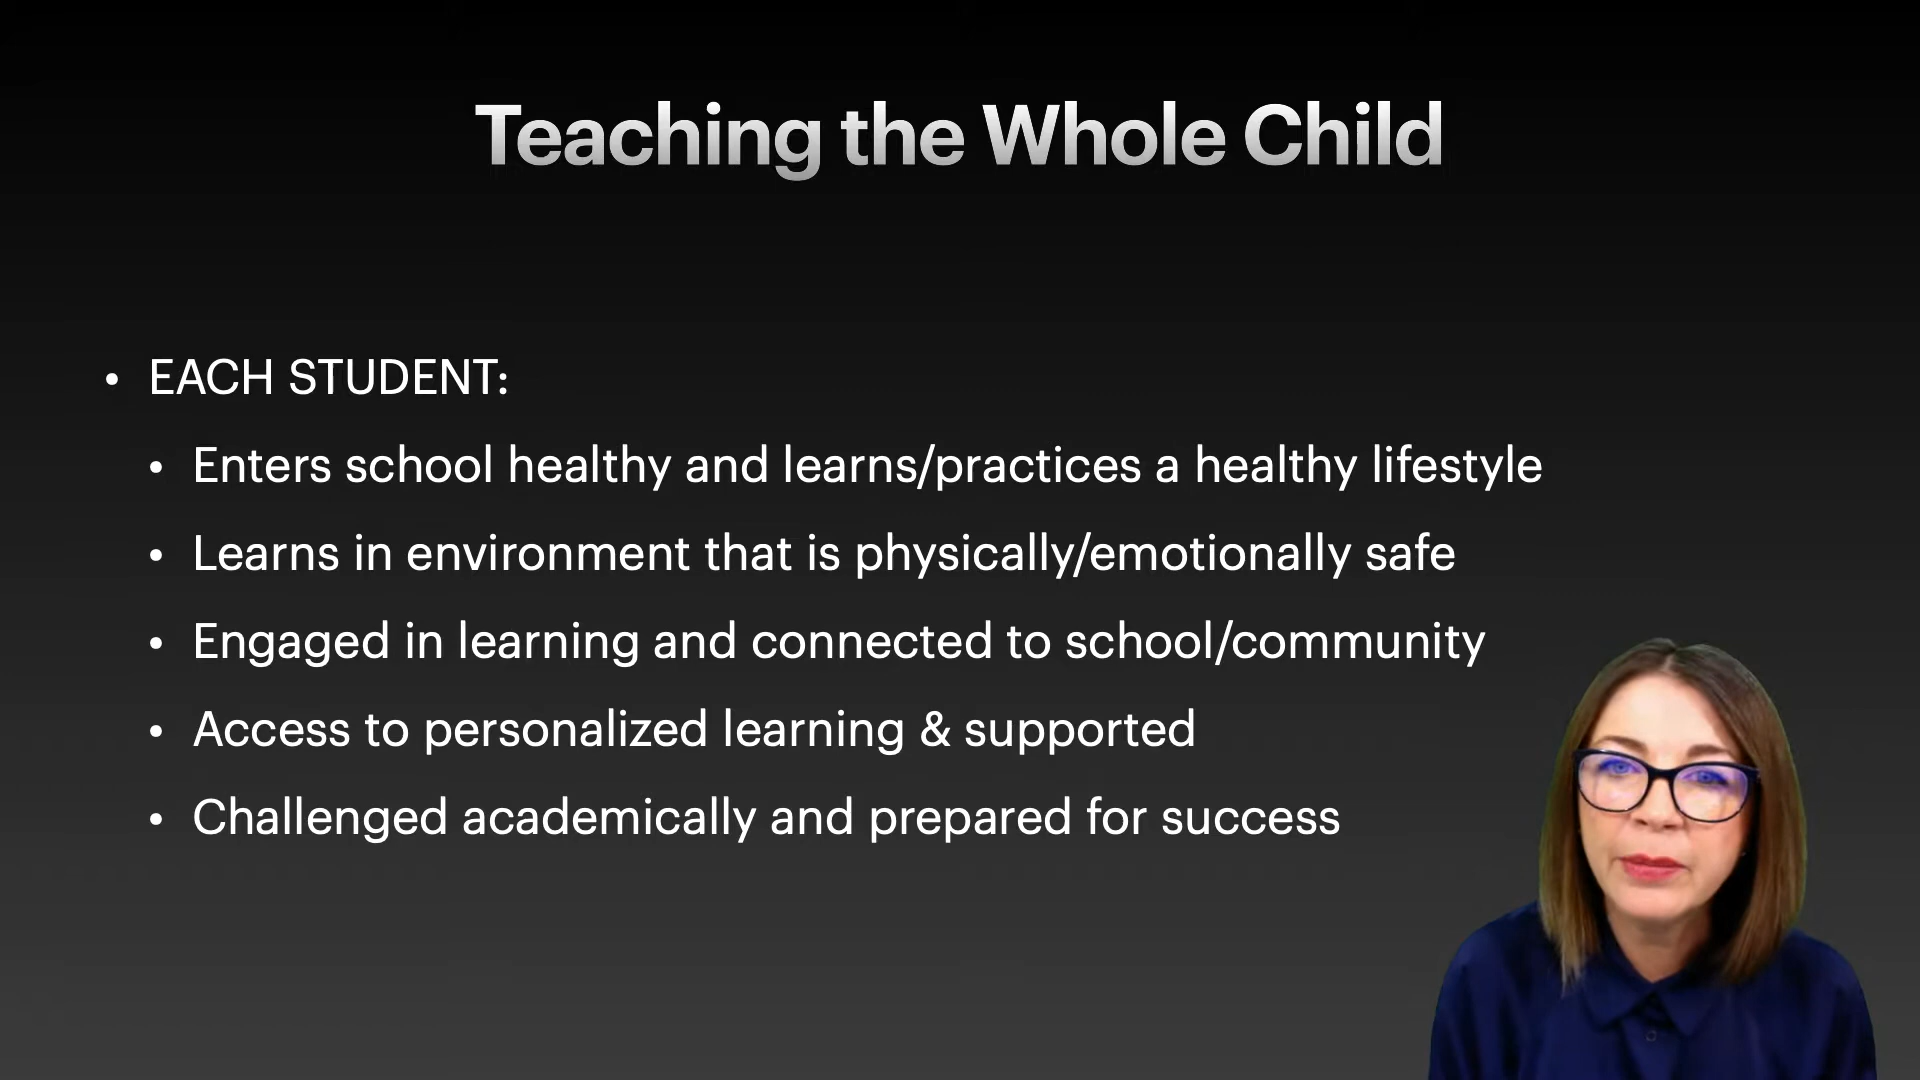 Teaching the Whole Child
• EACH STUDENT:
• Enters school healthy and learns/practices a healthy lifestyle
• Learns in environment that is physically/emotionally safe
• Engaged in learning and connected to school/community
• Access to personalized learning & supported
• Challenged academically and prepared for success